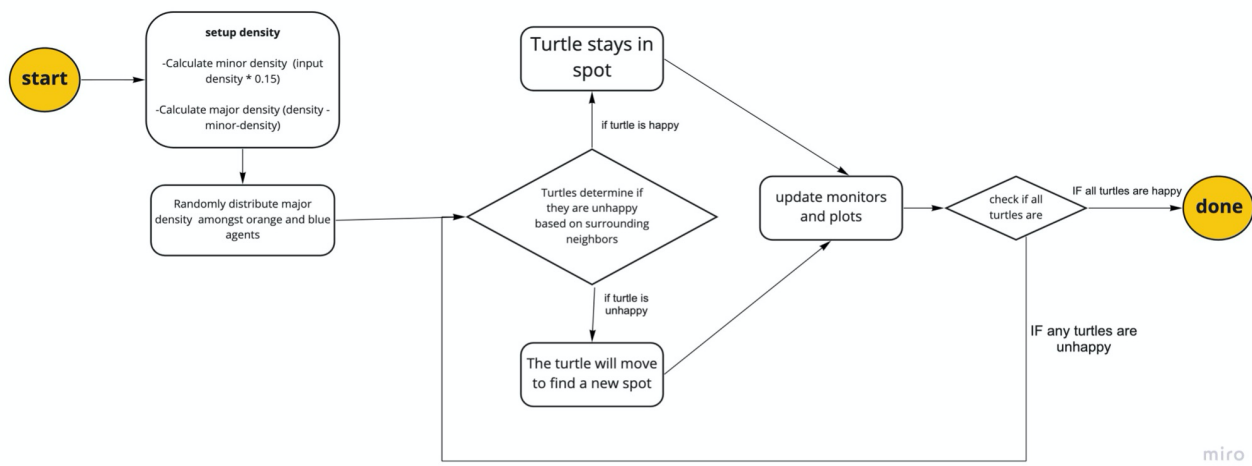 start
setup density
-Calculate minor density (input
density * 0.15)
-Calculate major density (density -
minor-density)
Randomly distribute major
density amongst orange and blue
agents
Turtle stays in
spot
if turtle is happy
Turtles determine if
they are unhappy
based on surrounding
neighbors
if turtle is
unhappy
The turtle will move
to find a new spot
update monitors
and plots
check if all
turtles are
IF all turtles are happy
done
IF any turtles are
unhappy
miro